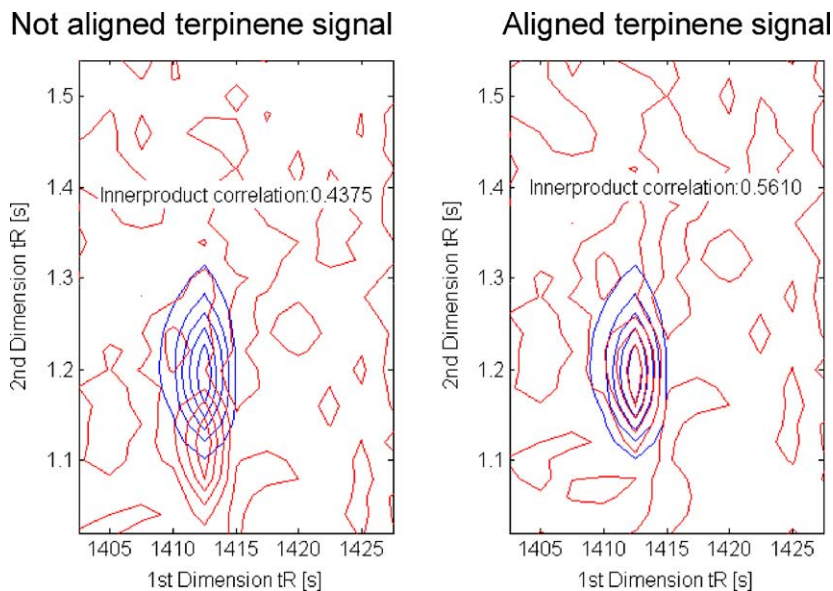 Not aligned terpinene signal
Aligned terpinene signal
1.5
1.4
1.3
1.2
1.1
2nd Dimension tR [s]
Innerproduct correlation:0.4375
1405 1410 1415 1420 1425
1st Dimension tR [s]
1.5
1.4
1.3
1.2
1.1
2nd Dimension tR [s]
Innerproduct correlation:0.5610
1405 1410 1415 1420 1425
1st Dimension tR [s]